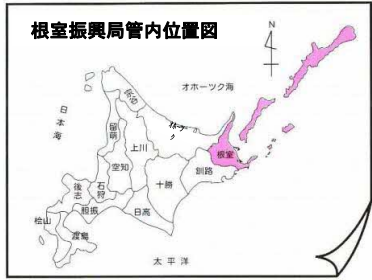 根室振興局管内位置図
N
オホーツク海
日本海
宗谷
留萌
上川
根室
空知
釧路
後志
石狩
十勝
胆振
日高
桧山
渡島
太平洋